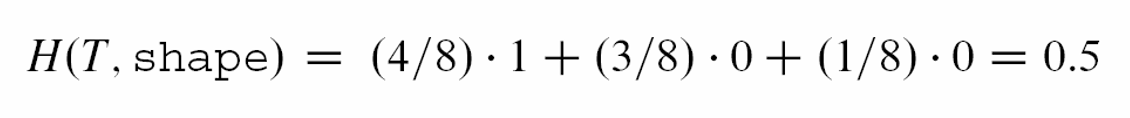 H(T, shape) = (4/8) · 1 + (3/8) · 0 + (1/8) · 0 = 0.5